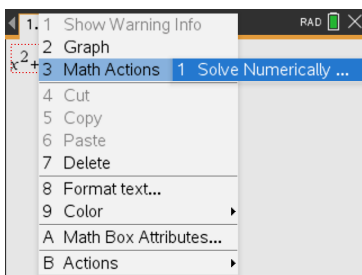 1. 1 Show Warning Info RAD
2 Graph
x²+ 3 Math Actions 1 Solve Numerically ...
4 Cut
5 Copy
6 Paste
7 Delete
8 Format text...
9 Color
A Math Box Attributes...
B Actions